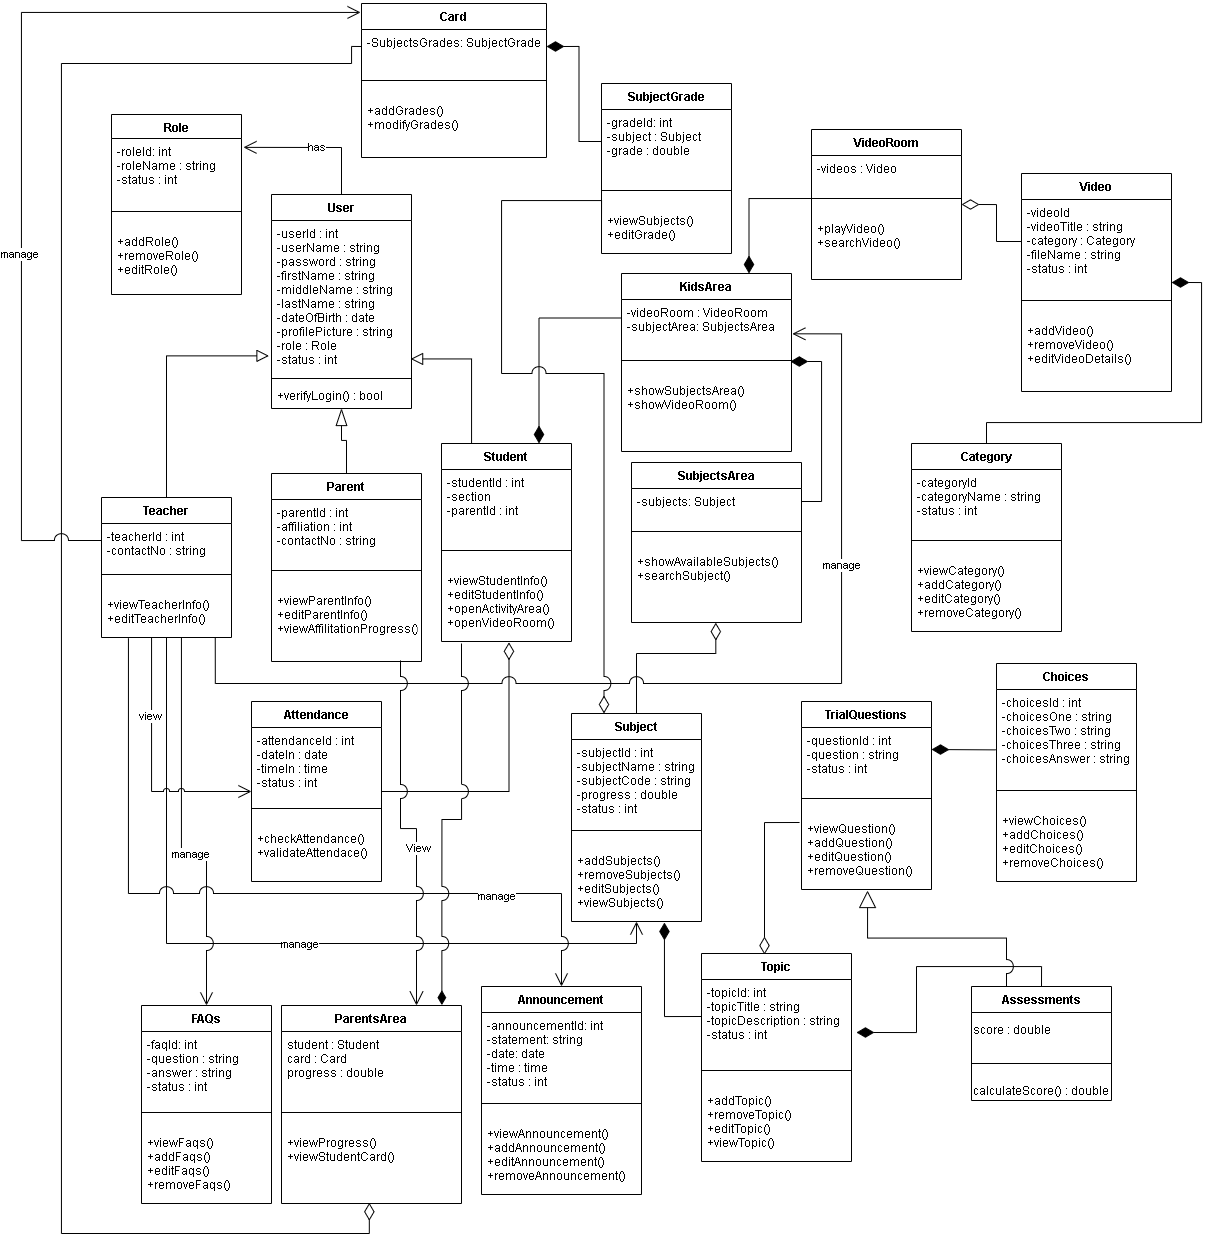 Card
-SubjectsGrades: SubjectGrade
+addGrades()
+modifyGrades()
SubjectGrade
-gradeId: int
-subject : Subject
-grade : double
+viewSubjects()
+editGrade()
Role
-roleId: int
-roleName : string
-status : int
+addRole()
+removeRole()
+editRole()
has
VideoRoom
-videos : Video
+playVideo()
+searchVideo()
Video
-videoId
-videoTitle : string
-category : Category
-fileName : string
-status : int
+addVideo()
+removeVideo()
+editVideoDetails()
User
-userId : int
-userName : string
-password : string
-firstName : string
-middleName : string
-lastName : string
-dateOfBirth : date
-profilePicture : string
-role : Role
-status : int
+verifyLogin() : bool
manage
KidsArea
-videoRoom : VideoRoom
-subjectArea: SubjectsArea
+showSubjectsArea()
+showVideoRoom()
Category
-categoryId
-categoryName : string
-status : int
+viewCategory()
+addCategory()
+editCategory()
+removeCategory()
Student
-studentId : int
-section
-parentId : int
+viewStudentInfo()
+editStudentInfo()
+openActivityArea()
+openVideoRoom()
SubjectsArea
-subjects: Subject
+showAvailableSubjects()
+searchSubject()
manage
Parent
-parentId : int
-affiliation : int
-contactNo : string
+viewParentInfo()
+editParentInfo()
+viewAffilitationProgress()
Teacher
-teacherId : int
-contactNo : string
+viewTeacherInfo()
+editTeacherInfo()
view
Attendance
-attendanceId : int
-dateIn : date
-timeIn : time
-status : int
+checkAttendance()
+validateAttendace()
Subject
-subjectId : int
-subjectName : string
-subjectCode : string
-progress : double
-status : int
+addSubjects()
+removeSubjects()
+editSubjects()
+viewSubjects()
TrialQuestions
-questionId : int
-question : string
-status : int
+viewQuestion()
+addQuestion()
+editQuestion()
+removeQuestion()
Choices
-choicesId : int
-choicesOne : string
-choicesTwo : string
-choicesThree : string
-choicesAnswer : string
+viewChoices()
+addChoices()
+editChoices()
+removeChoices()
manage
View
manage
manage
FAQs
-faqId: int
-question : string
-answer : string
-status : int
+viewFaqs()
+addFaqs()
+editFaqs()
+removeFaqs()
ParentsArea
student : Student
card : Card
progress : double
+viewProgress()
+viewStudentCard()
Announcement
-announcementId: int
-statement: string
-date: date
-time : time
-status : int
+viewAnnouncement()
+addAnnouncement()
+editAnnouncement()
+removeAnnouncement()
Topic
-topicId: int
-topicTitle : string
-topicDescription : string
-status : int
+addTopic()
+removeTopic()
+editTopic()
+viewTopic()
Assessments
score : double
calculateScore() : double